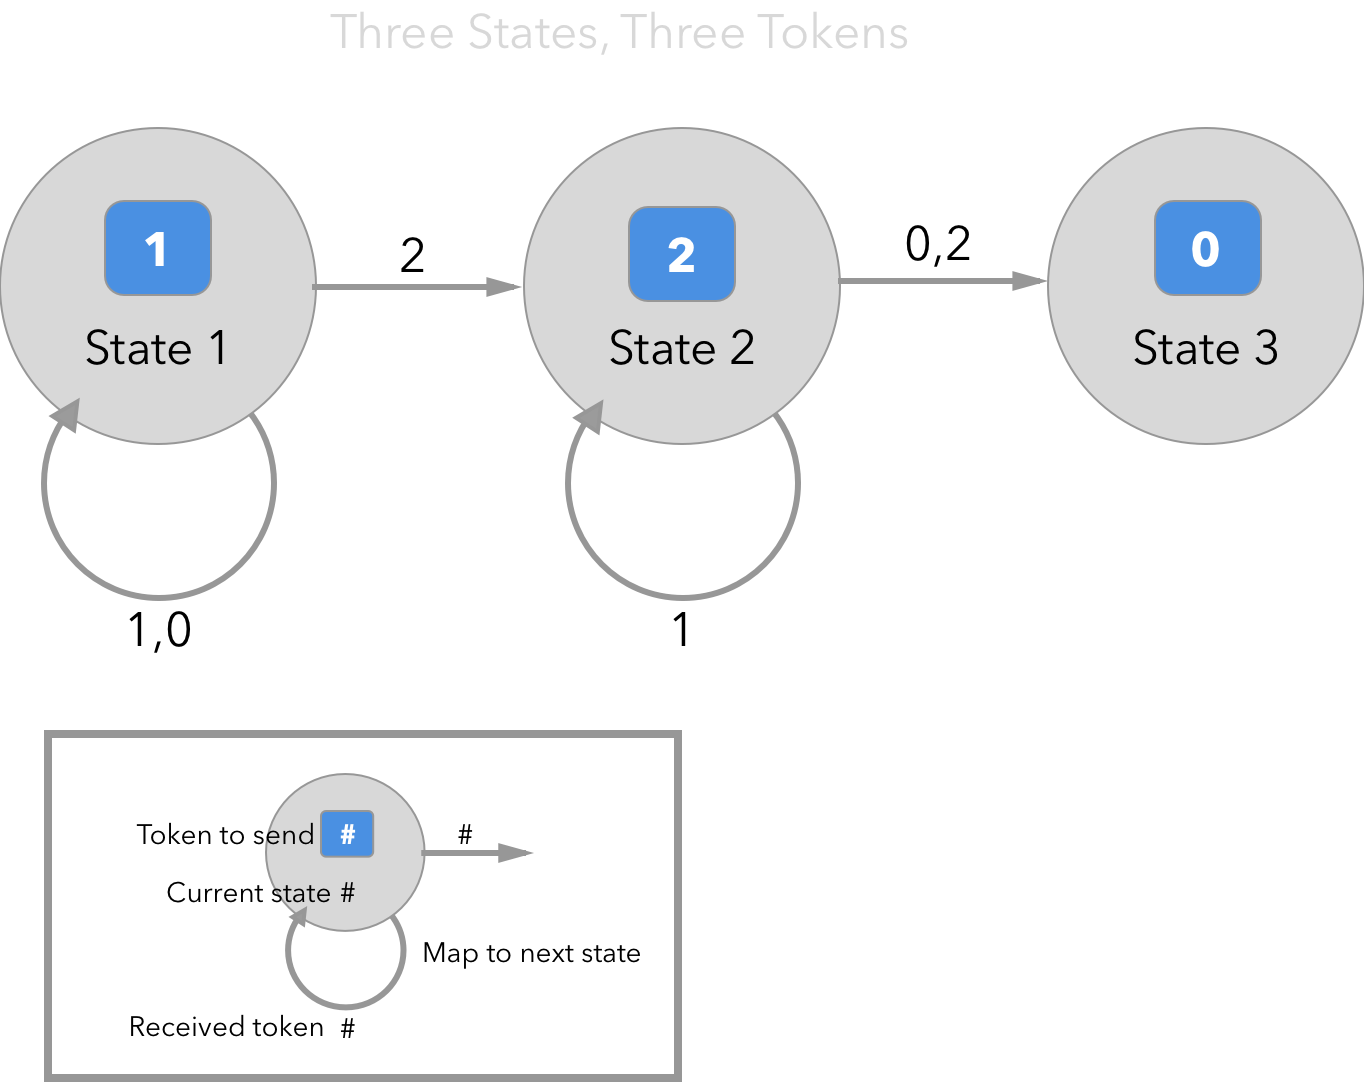 Three States, Three Tokens
1
2
0
2
0,2
State 1
State 2
State 3
1,0
1
Token to send # #
Current state #
Map to next state
Received token #